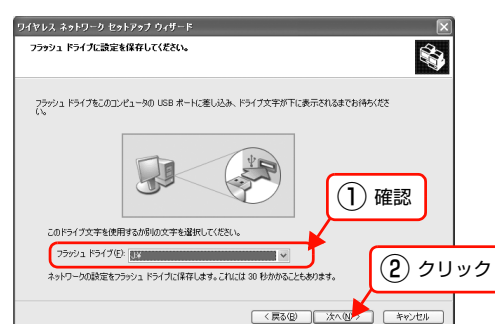 ワイヤレス ネットワーク セットアップ ウィザード
フラッシュ ドライブに設定を保存してください。
フラッシュ ドライブをこのコンピュータの USB ポートに差し込み、ドライブ文字が下に表示されるまでお待ちくださ
い。
① 確認
このドライブ文字を使用するか別の文字を選択してください。
フラッシュ ドライブ(F):
ネットワークの設定をフラッシュ ドライブに保存します。これには 30 秒かかることもあります。
② クリック
< 戻る(B)
次へ(N) >
キャンセル